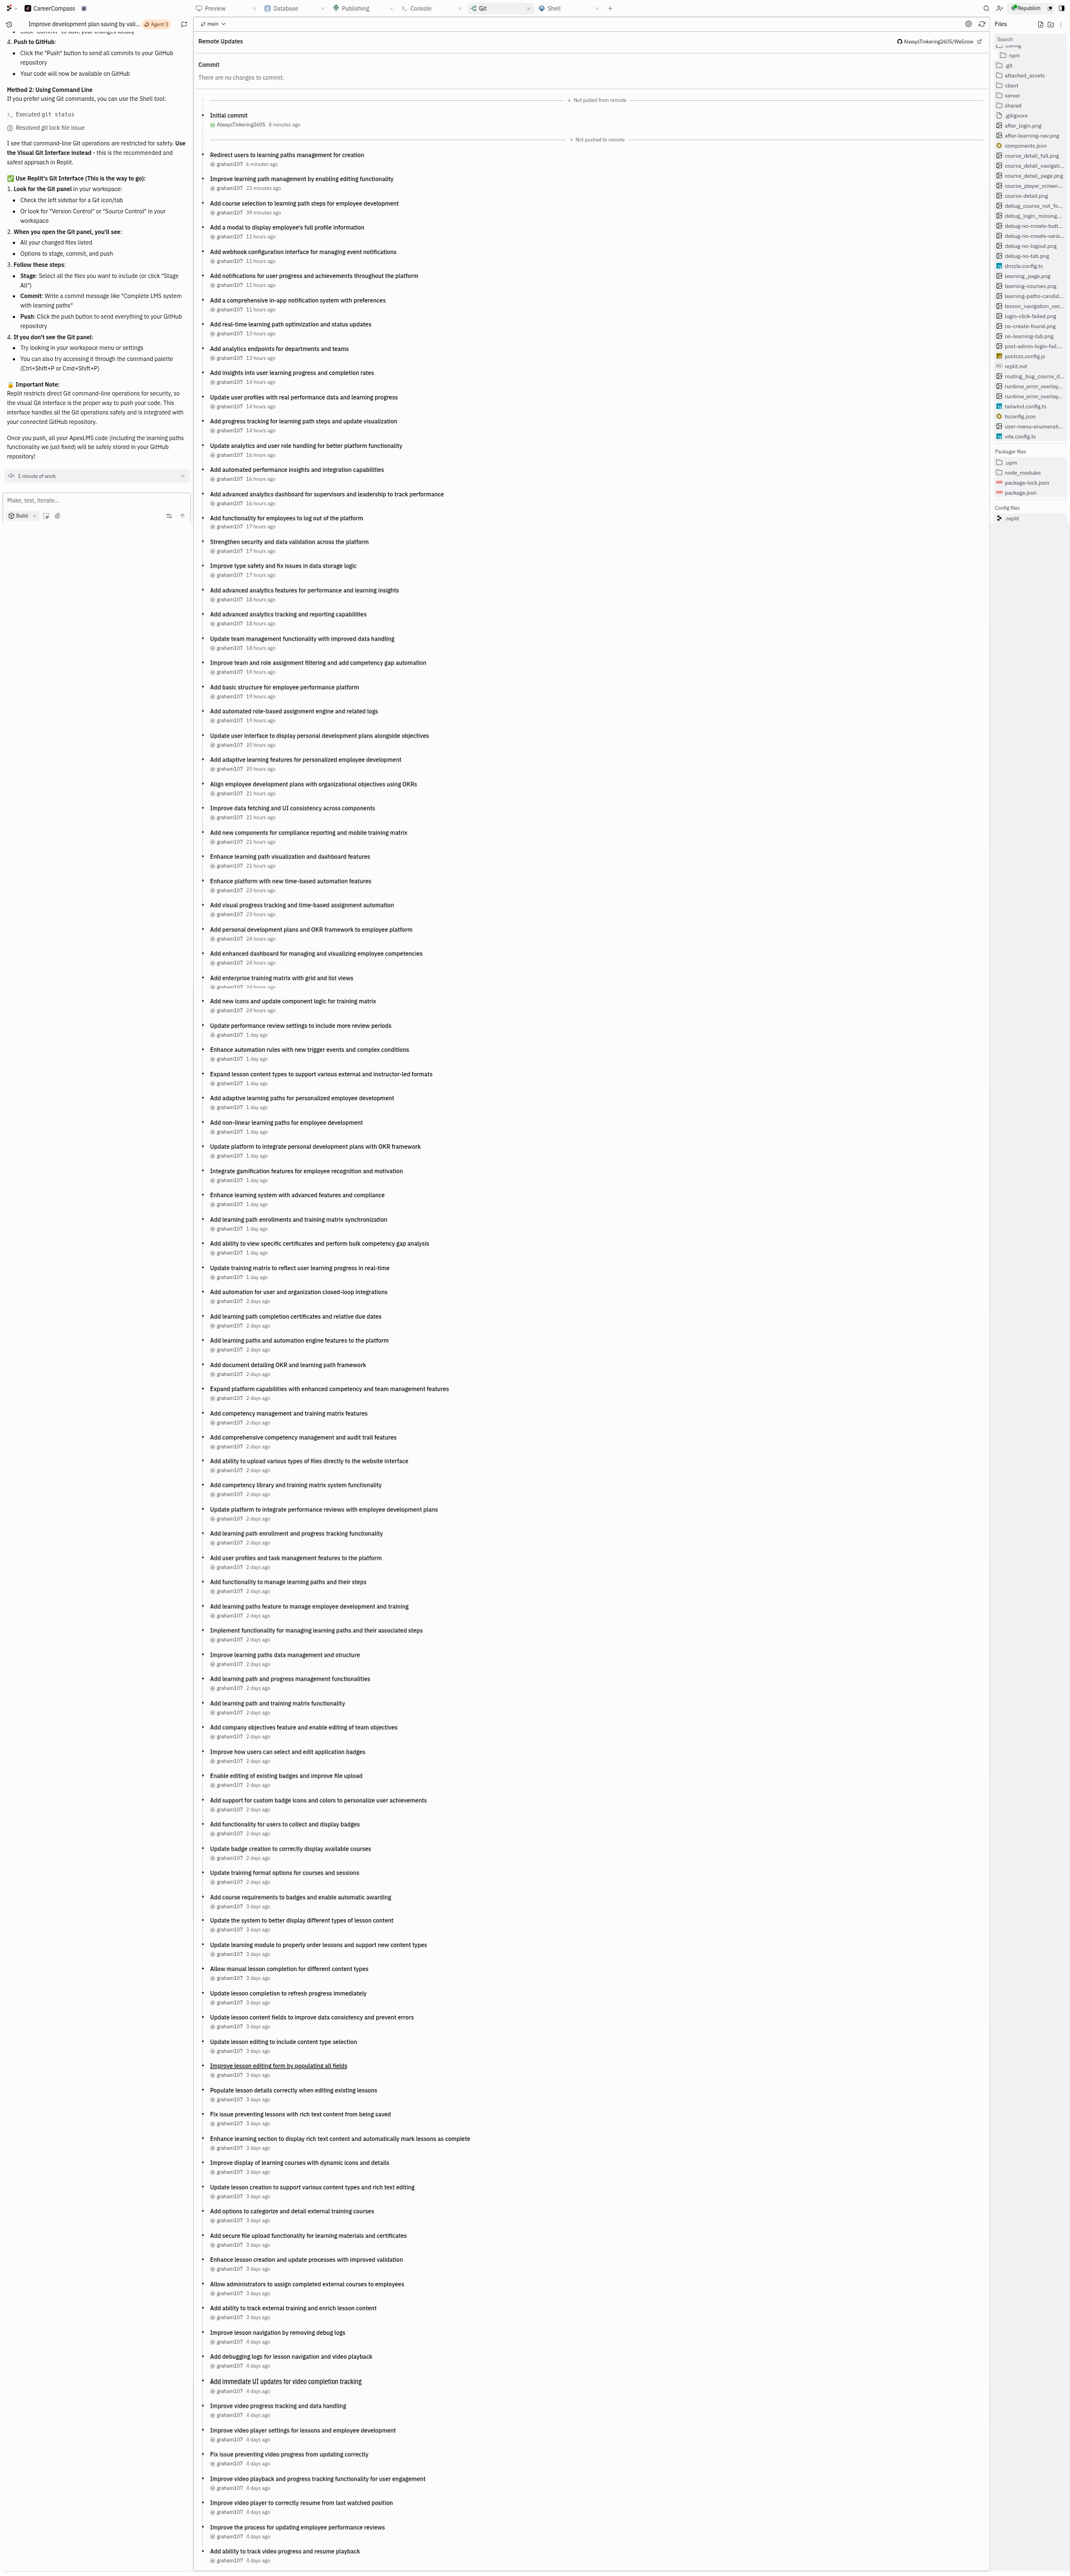 CareerCompass
Preview
Database
Publishing
Console
Git
Shell
Republish
Improve development plan saving by vali...
Agent 3
main
Files
4. Push to GitHub:
Click the "Push" button to send all commits to your GitHub
repository
Your code will now be available on GitHub
Method 2: Using Command Line
If you prefer using Git commands, you can use the Shell tool:
Executed git status
Resolved git lock file issue
I see that command-line Git operations are restricted for safety. Use
the Visual Git Interface instead - this is the recommended and
safest approach in Replit.
✅ Use Replit's Git Interface (This is the way to go):
1. Look for the Git panel in your workspace:
Check the left sidebar for a Git icon/tab
Or look for "Version Control" or "Source Control" in your
workspace
2. When you open the Git panel, you'll see:
All your changed files listed
Options to stage, commit, and push
3. Follow these steps:
Stage: Select all the files you want to include (or click "Stage
All")
Commit: Write a commit message like "Complete LMS system
with learning paths"
Push: Click the push button to send everything to your GitHub
repository
4. If you don't see the Git panel:
Try looking in your workspace menu or settings
You can also try accessing it through the command palette
(Ctrl+Shift+P or Cmd+Shift+P)
🔒 Important Note:
Replit restricts direct Git command-line operations for security, so
the visual Git interface is the proper way to push your code. This
interface handles all the Git operations safely and is integrated with
your connected GitHub repository.
Once you push, all your ApexLMS code (including the learning paths
functionality we just fixed) will be safely stored in your GitHub
repository!
1 minute of work
Make, test, iterate...
Build
Remote Updates
AlwaysTinkering2605/WeGrow
Commit
There are no changes to commit.
Not pulled from remote
Initial commit
AlwaysTinkering2605 8 minutes ago
Not pushed to remote
Redirect users to learning paths management for creation
graham107 6 minutes ago
Improve learning path management by enabling editing functionality
graham107 23 minutes ago
Add course selection to learning path steps for employee development
graham107 39 minutes ago
Add a modal to display employee's full profile information
graham107 11 hours ago
Add webhook configuration interface for managing event notifications
graham107 11 hours ago
Add notifications for user progress and achievements throughout the platform
graham107 11 hours ago
Add a comprehensive in-app notification system with preferences
graham107 11 hours ago
Add real-time learning path optimization and status updates
graham107 13 hours ago
Add analytics endpoints for departments and teams
graham107 13 hours ago
Add insights into user learning progress and completion rates
graham107 14 hours ago
Update user profiles with real performance data and learning progress
graham107 14 hours ago
Add progress tracking for learning path steps and update visualization
graham107 14 hours ago
Update analytics and user role handling for better platform functionality
graham107 16 hours ago
Add automated performance insights and integration capabilities
graham107 16 hours ago
Add advanced analytics dashboard for supervisors and leadership to track performance
graham107 16 hours ago
Add functionality for employees to log out of the platform
graham107 17 hours ago
Strengthen security and data validation across the platform
graham107 17 hours ago
Improve type safety and fix issues in data storage logic
graham107 17 hours ago
Add advanced analytics features for performance and learning insights
graham107 18 hours ago
Add advanced analytics tracking and reporting capabilities
graham107 18 hours ago
Update team management functionality with improved data handling
graham107 18 hours ago
Improve team and role assignment filtering and add competency gap automation
graham107 19 hours ago
Add basic structure for employee performance platform
graham107 19 hours ago
Add automated role-based assignment engine and related logs
graham107 19 hours ago
Update user interface to display personal development plans alongside objectives
graham107 20 hours ago
Add adaptive learning features for personalized employee development
graham107 20 hours ago
Align employee development plans with organizational objectives using OKRs
graham107 21 hours ago
Improve data fetching and UI consistency across components
graham107 21 hours ago
Add new components for compliance reporting and mobile training matrix
graham107 21 hours ago
Enhance learning path visualization and dashboard features
graham107 21 hours ago
Enhance platform with new time-based automation features
graham107 23 hours ago
Add visual progress tracking and time-based assignment automation
graham107 23 hours ago
Add personal development plans and OKR framework to employee platform
graham107 24 hours ago
Add enhanced dashboard for managing and visualizing employee competencies
graham107 24 hours ago
Add enterprise training matrix with grid and list views
graham107 24 hours ago
Add new icons and update component logic for training matrix
graham107 24 hours ago
Update performance review settings to include more review periods
graham107 1 day ago
Enhance automation rules with new trigger events and complex conditions
graham107 1 day ago
Expand lesson content types to support various external and instructor-led formats
graham107 1 day ago
Add adaptive learning paths for personalized employee development
graham107 1 day ago
Add non-linear learning paths for employee development
graham107 1 day ago
Update platform to integrate personal development plans with OKR framework
graham107 1 day ago
Integrate gamification features for employee recognition and motivation
graham107 1 day ago
Enhance learning system with advanced features and compliance
graham107 1 day ago
Add learning path enrollments and training matrix synchronization
graham107 1 day ago
Add ability to view specific certificates and perform bulk competency gap analysis
graham107 1 day ago
Update training matrix to reflect user learning progress in real-time
graham107 1 day ago
Add automation for user and organization closed-loop integrations
graham107 2 days ago
Add learning path completion certificates and relative due dates
graham107 2 days ago
Add learning paths and automation engine features to the platform
graham107 2 days ago
Add document detailing OKR and learning path framework
graham107 2 days ago
Expand platform capabilities with enhanced competency and team management features
graham107 2 days ago
Add competency management and training matrix features
graham107 2 days ago
Add comprehensive competency management and audit trail features
graham107 2 days ago
Add ability to upload various types of files directly to the website interface
graham107 2 days ago
Add competency library and training matrix system functionality
graham107 2 days ago
Update platform to integrate performance reviews with employee development plans
graham107 2 days ago
Add learning path enrollment and progress tracking functionality
graham107 2 days ago
Add user profiles and task management features to the platform
graham107 2 days ago
Add functionality to manage learning paths and their steps
graham107 2 days ago
Add learning paths feature to manage employee development and training
graham107 2 days ago
Implement functionality for managing learning paths and their associated steps
graham107 2 days ago
Improve learning paths data management and structure
graham107 2 days ago
Add learning path and progress management functionalities
graham107 2 days ago
Add learning path and training matrix functionality
graham107 2 days ago
Add company objectives feature and enable editing of team objectives
graham107 2 days ago
Improve how users can select and edit application badges
graham107 2 days ago
Enable editing of existing badges and improve file upload
graham107 2 days ago
Add support for custom badge icons and colors to personalize user achievements
graham107 2 days ago
Add functionality for users to collect and display badges
graham107 2 days ago
Update badge creation to correctly display available courses
graham107 2 days ago
Update training format options for courses and sessions
graham107 2 days ago
Add course requirements to badges and enable automatic awarding
graham107 3 days ago
Update the system to better display different types of lesson content
graham107 3 days ago
Update learning module to properly order lessons and support new content types
graham107 3 days ago
Allow manual lesson completion for different content types
graham107 3 days ago
Update lesson completion to refresh progress immediately
graham107 3 days ago
Update lesson content fields to improve data consistency and prevent errors
graham107 3 days ago
Update lesson editing to include content type selection
graham107 3 days ago
Improve lesson editing form by populating all fields
graham107 3 days ago
Populate lesson details correctly when editing existing lessons
graham107 3 days ago
Fix issue preventing lessons with rich text content from being saved
graham107 3 days ago
Enhance learning section to display rich text content and automatically mark lessons as complete
graham107 3 days ago
Improve display of learning courses with dynamic icons and details
graham107 3 days ago
Update lesson creation to support various content types and rich text editing
graham107 3 days ago
Add options to categorize and detail external training courses
graham107 3 days ago
Add secure file upload functionality for learning materials and certificates
graham107 3 days ago
Enhance lesson creation and update processes with improved validation
graham107 3 days ago
Allow administrators to assign completed external courses to employees
graham107 3 days ago
Add ability to track external training and enrich lesson content
graham107 3 days ago
Improve lesson navigation by removing debug logs
graham107 4 days ago
Add debugging logs for lesson navigation and video playback
graham107 4 days ago
Add immediate UI updates for video completion tracking
graham107 4 days ago
Improve video progress tracking and data handling
graham107 4 days ago
Improve video player settings for lessons and employee development
graham107 4 days ago
Fix issue preventing video progress from updating correctly
graham107 4 days ago
Improve video playback and progress tracking functionality for user engagement
graham107 4 days ago
Improve video player to correctly resume from last watched position
graham107 4 days ago
Improve the process for updating employee performance reviews
graham107 4 days ago
Add ability to track video progress and resume playback
graham107 4 days ago
Search
.config
npm
.git
attached_assets
client
server
shared
.gitignore
after_login.png
after-learning-nav.png
components.json
course_detail_full.png
course_detail_navigati...
course_detail_page.png
course_player_screen...
course-detail.png
debug_course_not_fo...
debug_login_missing...
debug-no-create-butt...
debug-no-create-varia...
debug-no-logout.png
debug-no-tab.png
drizzle.config.ts
learning_page.png
learning-courses.png
learning-paths-candid...
lesson_navigation_sec...
login-click-failed.png
no-create-found.png
no-learning-tab.png
post-admin-login-fail....
postcss.config.js
replit.md
routing_bug_course_d...
runtime_error_overlay...
runtime_error_overlay...
tailwind.config.ts
tsconfig.json
user-menu-enumerati...
vite.config.ts
Packager files
.upm
node_modules
package-lock.json
package.json
Config files
.replit